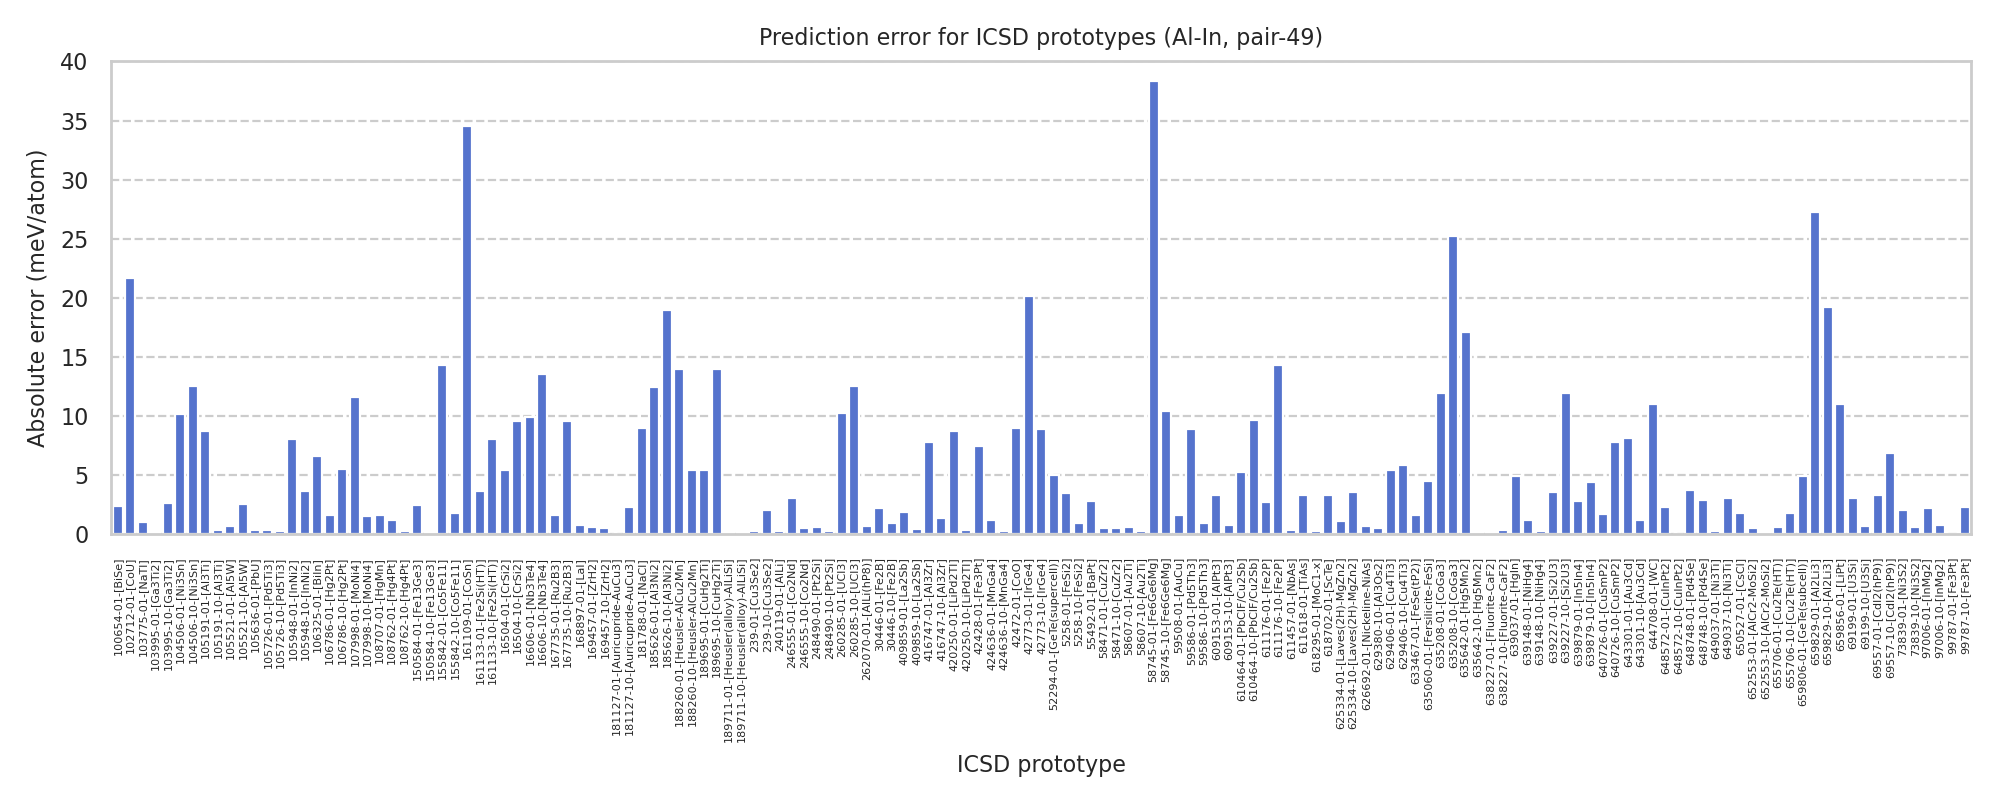 Prediction error for ICSD prototypes (Al-In, pair-49)
Absolute error (meV/atom)
40
35
30
25
20
15
10
5
0
100654-01-[BiSe]
102712-01-[CoU]
103775-01-[NaTl]
103995-01-[Ga3Ti2]
103995-10-[Ga3Ti2]
104506-01-[Ni3Sn]
104506-10-[Ni3Sn]
105191-01-[Al3Ti]
105191-10-[Al3Ti]
105521-01-[Al5W]
105521-10-[Al5W]
105636-01-[PbU]
105726-01-[Pd5Ti3]
105726-10-[Pd5Ti3]
105948-01-[InNi2]
105948-10-[InNi2]
106325-01-[BiIn]
106786-01-[Hg2Pt]
106786-10-[Hg2Pt]
107998-01-[MoNi4]
107998-10-[MoNi4]
108707-01-[HgMn]
108762-01-[Hg4Pt]
108762-10-[Hg4Pt]
150584-01-[Fe13Ge3]
150584-10-[Fe13Ge3]
155842-01-[Co5Fe11]
155842-10-[Co5Fe11]
161109-01-[CoSn]
161133-01-[Fe2Si(HT)]
161133-10-[Fe2Si(HT)]
16504-01-[CrSi2]
16504-10-[CrSi2]
166606-01-[Nb3Te4]
166606-10-[Nb3Te4]
167735-01-[Ru2B3]
167735-10-[Ru2B3]
168897-01-[LaI]
169457-01-[ZrH2]
169457-10-[ZrH2]
181127-01-[Auricupride-AuCu3]
181127-10-[Auricupride-AuCu3]
181788-01-[NaCl]
185626-01-[Al3Ni2]
185626-10-[Al3Ni2]
188260-01-[Heusler-AlCu2Mn]
188260-10-[Heusler-AlCu2Mn]
189695-01-[CuHg2Ti]
189695-10-[CuHg2Ti]
189711-01-[Heusler(alloy)-AlLiSi]
189711-10-[Heusler(alloy)-AlLiSi]
239-01-[Cu3Se2]
239-10-[Cu3Se2]
240119-01-[AlLi]
246555-01-[Co2Nd]
246555-10-[Co2Nd]
248490-01-[Pt2Si]
248490-10-[Pt2Si]
260285-01-[UCl3]
260285-10-[UCl3]
262070-01-[AlLi(hP8)]
30446-01-[Fe2B]
30446-10-[Fe2B]
409859-01-[La2Sb]
409859-10-[La2Sb]
416747-01-[Al3Zr]
416747-10-[Al3Zr]
420250-01-[LiPd2Tl]
420250-10-[LiPd2Tl]
42428-01-[Fe3Pt]
424636-01-[MnGa4]
424636-10-[MnGa4]
42472-01-[CoO]
42773-01-[IrGe4]
42773-10-[IrGe4]
52294-01-[GeTe(supercell)]
5258-01-[FeSi2]
5258-10-[FeSi2]
55492-01-[BaPt]
58471-01-[CuZr2]
58471-10-[CuZr2]
58607-01-[Au2Ti]
58607-10-[Au2Ti]
58745-01-[Fe6Ge6Mg]
58745-10-[Fe6Ge6Mg]
59508-01-[AuCu]
59586-01-[Pd5Th3]
59586-10-[Pd5Th3]
609153-01-[AlPt3]
609153-10-[AlPt3]
610464-01-[PbClF/Cu2Sb]
610464-10-[PbClF/Cu2Sb]
611176-01-[Fe2P]
611176-10-[Fe2P]
611457-01-[NbAs]
611618-01-[TiAs]
618295-01-[MoC1-x]
618702-01-[ScTe]
625334-01-[Laves(2H)-MgZn2]
625334-10-[Laves(2H)-MgZn2]
626692-01-[Nickeline-NiAs]
629380-10-[Al3Os2]
629406-01-[Cu4Ti3]
629406-10-[Cu4Ti3]
633467-01-[FeSe(tP2)]
635060-01-[Fersilicite-FeSi]
635208-01-[CoGa3]
635208-10-[CoGa3]
635642-01-[Hg5Mn2]
635642-10-[Hg5Mn2]
638227-01-[Fluorite-CaF2]
638227-10-[Fluorite-CaF2]
639037-01-[HgIn]
639148-01-[NiHg4]
639148-10-[NiHg4]
639227-01-[Si2U3]
639227-10-[Si2U3]
639879-01-[In5In4]
639879-10-[In5In4]
640726-01-[CuSmP2]
640726-10-[CuSmP2]
643301-01-[Au3Cd]
643301-10-[Au3Cd]
644708-01-[WC]
648572-01-[CuInPt2]
648572-10-[CuInPt2]
648748-01-[Pd4Se]
648748-10-[Pd4Se]
649037-01-[Ni3Ti]
649037-10-[Ni3Ti]
650527-01-[CsCl]
652553-01-[AlCr2-MoSi2]
652553-10-[AlCr2-MoSi2]
655706-01-[Cu2Te(HT)]
655706-10-[Cu2Te(HT)]
659806-01-[GeTe(subcell)]
659829-01-[Al2Li3]
659829-10-[Al2Li3]
659856-01-[LiPt]
69199-01-[U3Si]
69199-10-[U3Si]
69557-01-[CdI2(hP9)]
69557-10-[CdI2(hP9)]
73839-01-[Ni3S2]
73839-10-[Ni3S2]
97006-01-[InMg2]
97006-10-[InMg2]
99787-01-[Fe3Pt]
99787-10-[Fe3Pt]
ICSD prototype